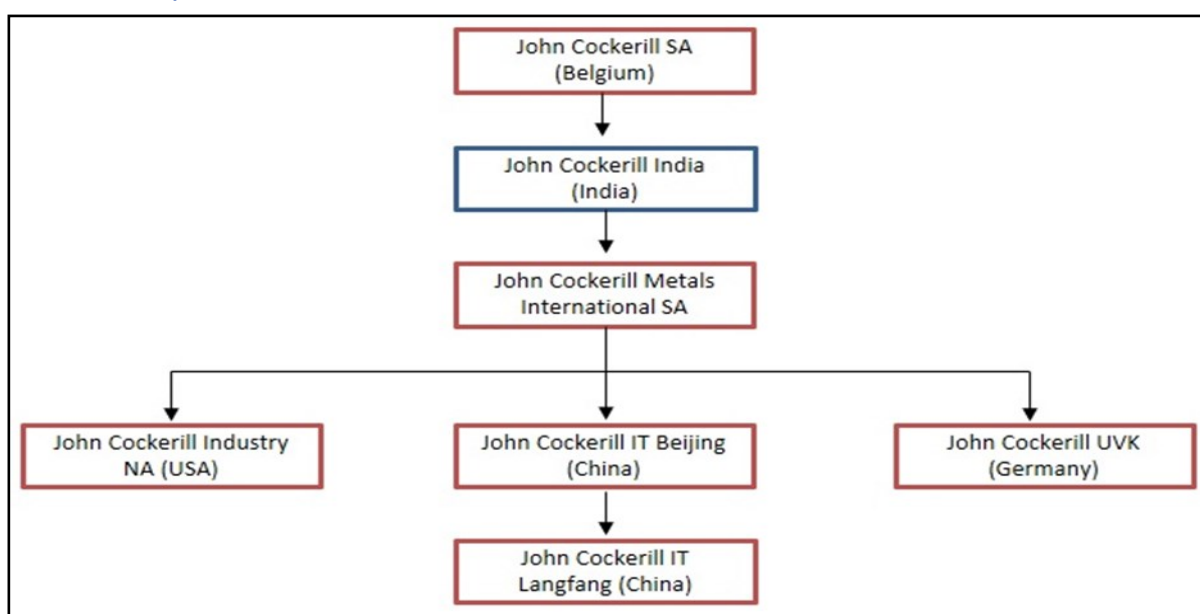 John Cockerill SA
(Belgium)
John Cockerill India
(India)
John Cockerill Metals
International SA
John Cockerill Industry
NA (USA)
John Cockerill IT Beijing
(China)
John Cockerill UVK
(Germany)
John Cockerill IT
Langfang (China)